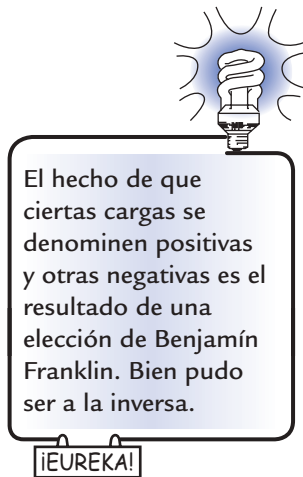 El hecho de que
ciertas cargas se
denominen positivas
y otras negativas es el
resultado de una
elección de Benjamín
Franklin. Bien pudo
ser a la inversa.
¡EUREKA!